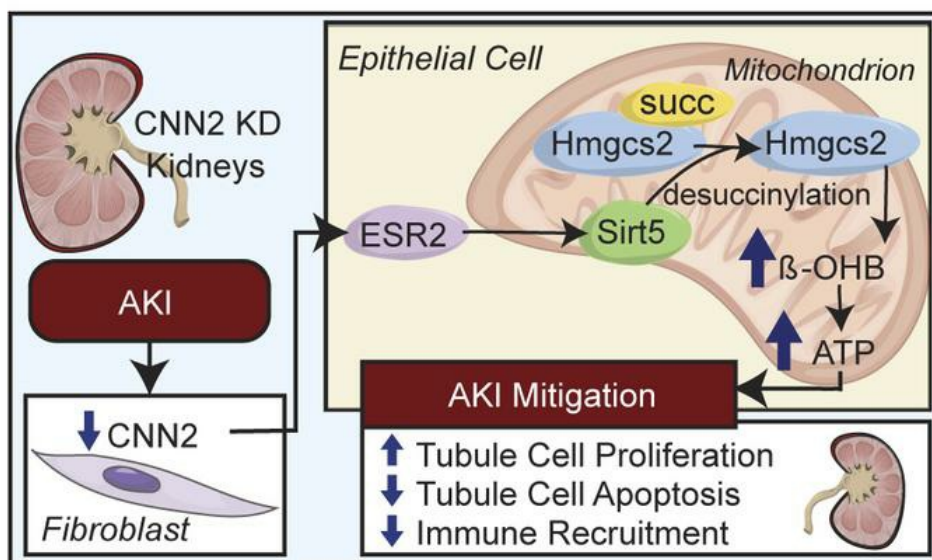 CNN2 KD
Kidneys
AKI
CNN2
Fibroblast
Epithelial Cell
Mitochondrion
succ
Hmgcs2
Hmgcs2
desuccinylation
ESR2
Sirt5
ß-OHB
ATP
AKI Mitigation
Tubule Cell Proliferation
Tubule Cell Apoptosis
Immune Recruitment